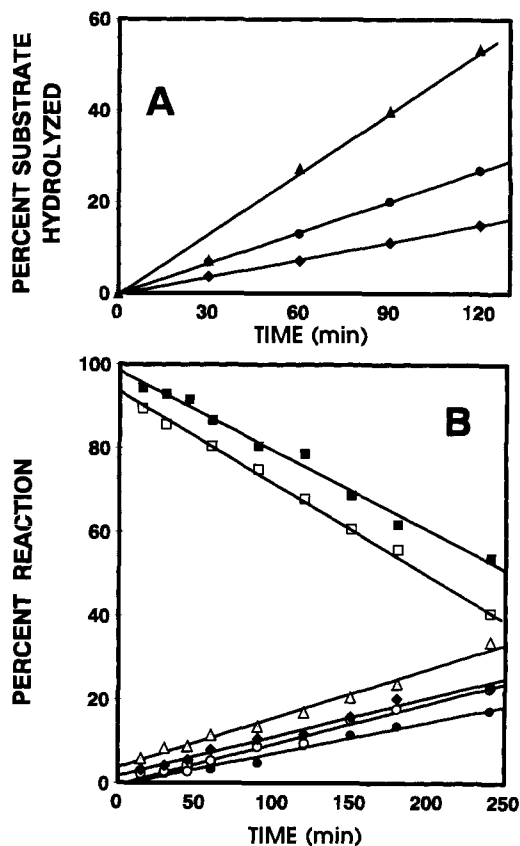 PERCENT SUBSTRATE
HYDROLYZED
60
40
20
0
A
0 30 60 90 120
TIME (min)
PERCENT REACTION
100
80
60
40
20
0
B
0 50 100 150 200 250
TIME (min)